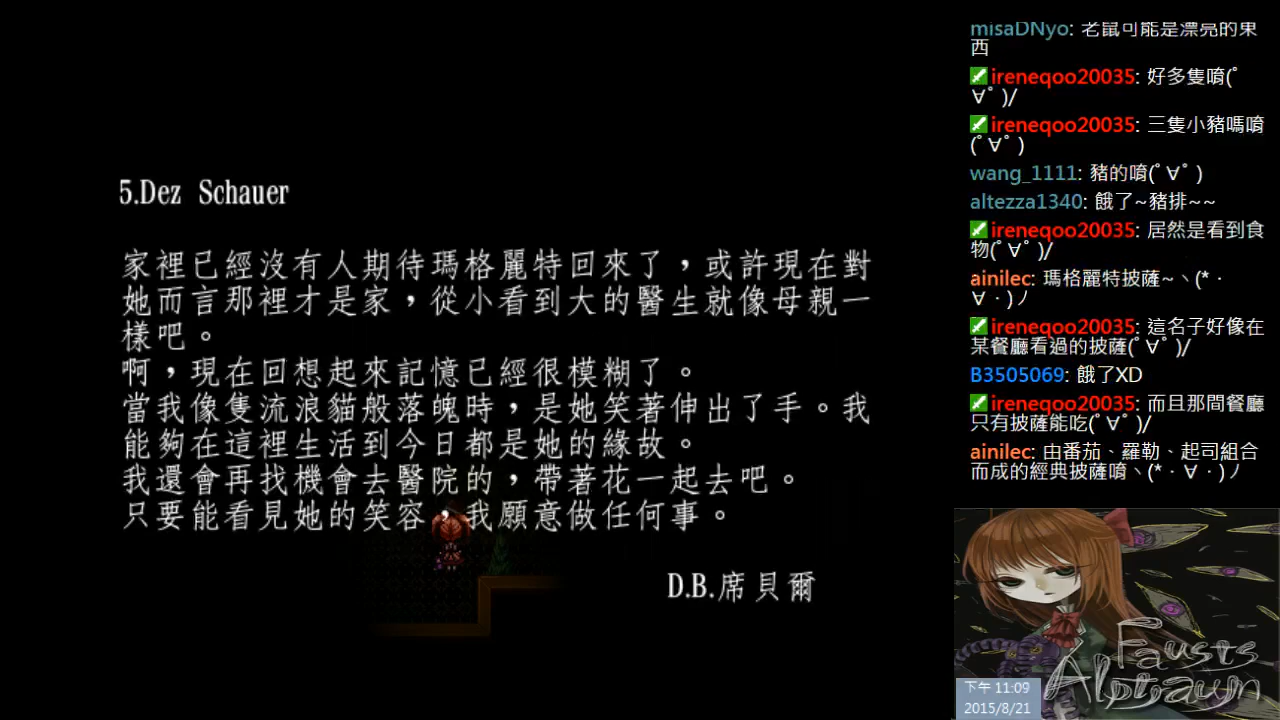 5.Dez Schauer
家裡已經沒有人期待瑪格麗特回來了，或許現在對
她而言那裡才是家，從小看到大的醫生就像母親一
樣吧。
啊，現在回想起來記憶已經很模糊了。
當我像隻流浪貓般落魄時，是她笑著伸出了手。我
能夠在這裡生活到今日都是她的緣故。
我還會再找機會去醫院的，帶著花一起去吧。
只要能看見她的笑容，我願意做任何事。
D.B.席貝爾
misaDNyo: 老鼠可能是漂亮的東
西
ireneqoo20035: 好多隻唷(ﾟ
∀ﾟ)/
ireneqoo20035: 三隻小豬嗎唷
(ﾟ∀ﾟ)
wang_1111: 豬的唷(ﾟ∀ﾟ)
altezza1340: 餓了~豬排~~
ireneqoo20035: 居然是看到食
物(ﾟ∀ﾟ)/
ainilec: 瑪格麗特披薩~ヽ(*・
∀・)ノ
ireneqoo20035: 這名子好像在
某餐廳看過的披薩(ﾟ∀ﾟ)/
B3505069: 餓了XD
ireneqoo20035: 而且那間餐廳
只有披薩能吃(ﾟ∀ﾟ)/
ainilec: 由番茄、羅勒、起司組合
而成的經典披薩唷ヽ(*・∀・)ノ
Fausts
Alptraum
下午 11:09
2015/8/21